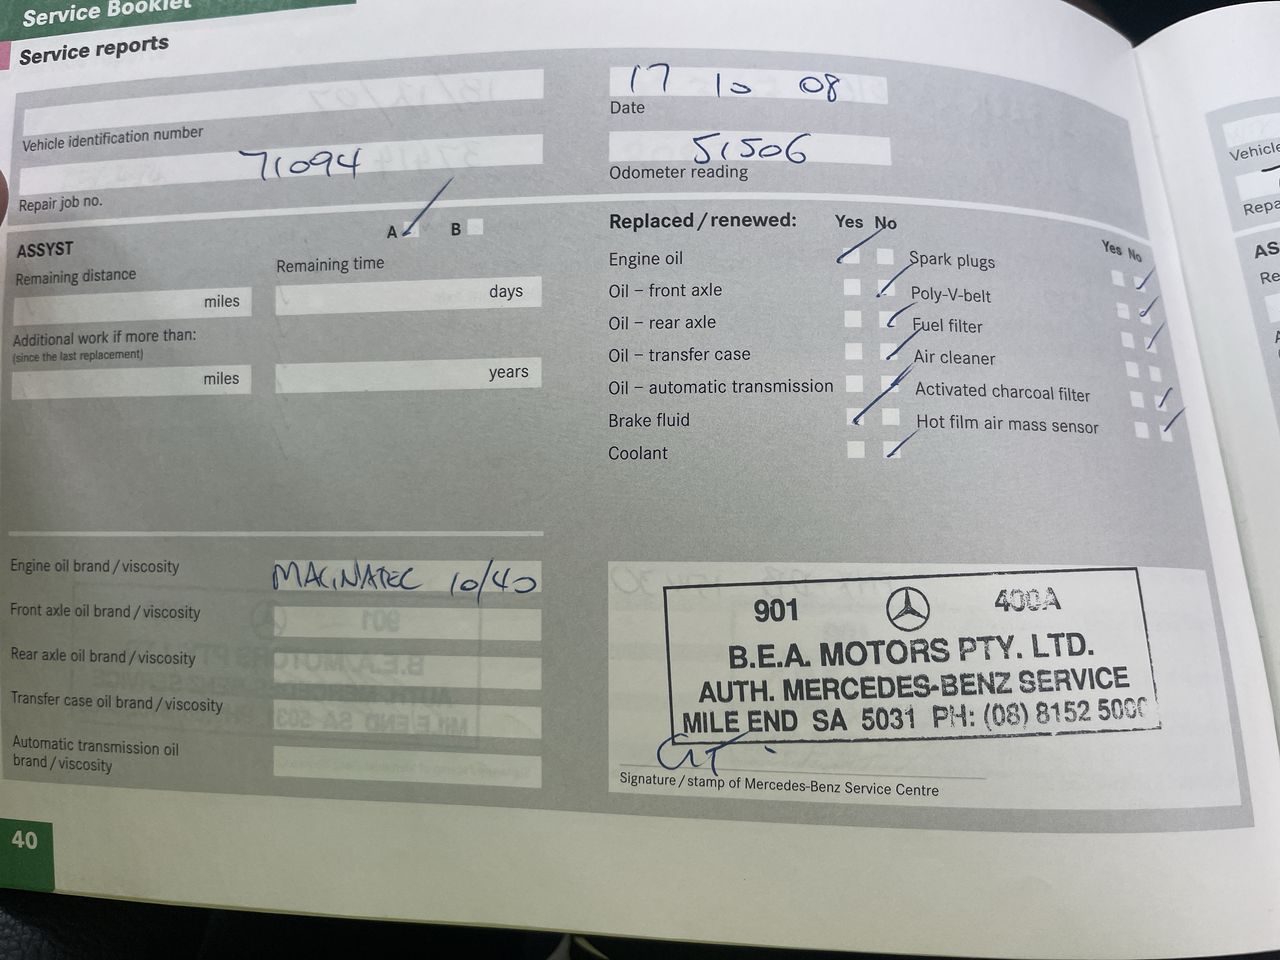 Service Booklet
Service reports
Vehicle identification number
71094
Repair job no.
17 10 08
Date
51506
Odometer reading
ASSYST
A
B
Remaining distance
Remaining time
miles
days
Additional work if more than:
(since the last replacement)
miles
years
Replaced / renewed:
Yes No
Yes No
Engine oil
Spark plugs
Oil – front axle
Poly-V-belt
Oil – rear axle
Fuel filter
Oil – transfer case
Air cleaner
Oil – automatic transmission
Activated charcoal filter
Brake fluid
Hot film air mass sensor
Coolant
Engine oil brand / viscosity
MAGNATEC 10/40
Front axle oil brand / viscosity
Rear axle oil brand / viscosity
Transfer case oil brand / viscosity
Automatic transmission oil
brand / viscosity
901 400A
B.E.A. MOTORS PTY. LTD.
AUTH. MERCEDES-BENZ SERVICE
MILE END SA 5031 PH: (08) 8152 5000
Signature / stamp of Mercedes-Benz Service Centre
40
Vehicle
Repa
AS
Re